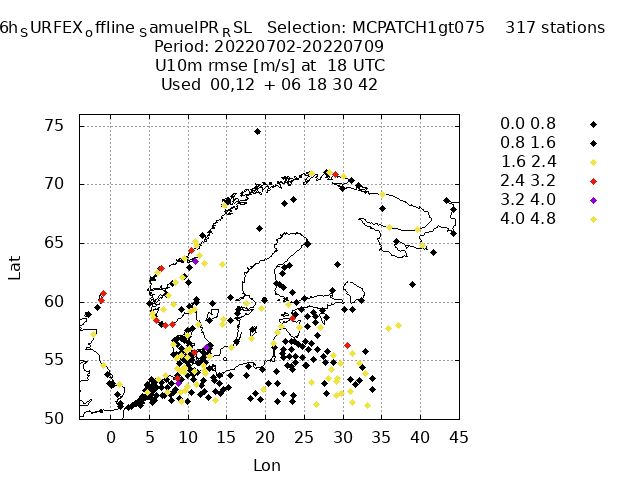 6h_SURFEX_offline_SamuelPR_RSL Selection: MCPATCH1gt075 317 stations
Period: 20220702-20220709
U10m rmse [m/s] at 18 UTC
Used 00,12 + 06 18 30 42
75
70
65
60
55
50
Lat
0 5 10 15 20 25 30 35 40 45
Lon
0.0 0.8
0.8 1.6
1.6 2.4
2.4 3.2
3.2 4.0
4.0 4.8